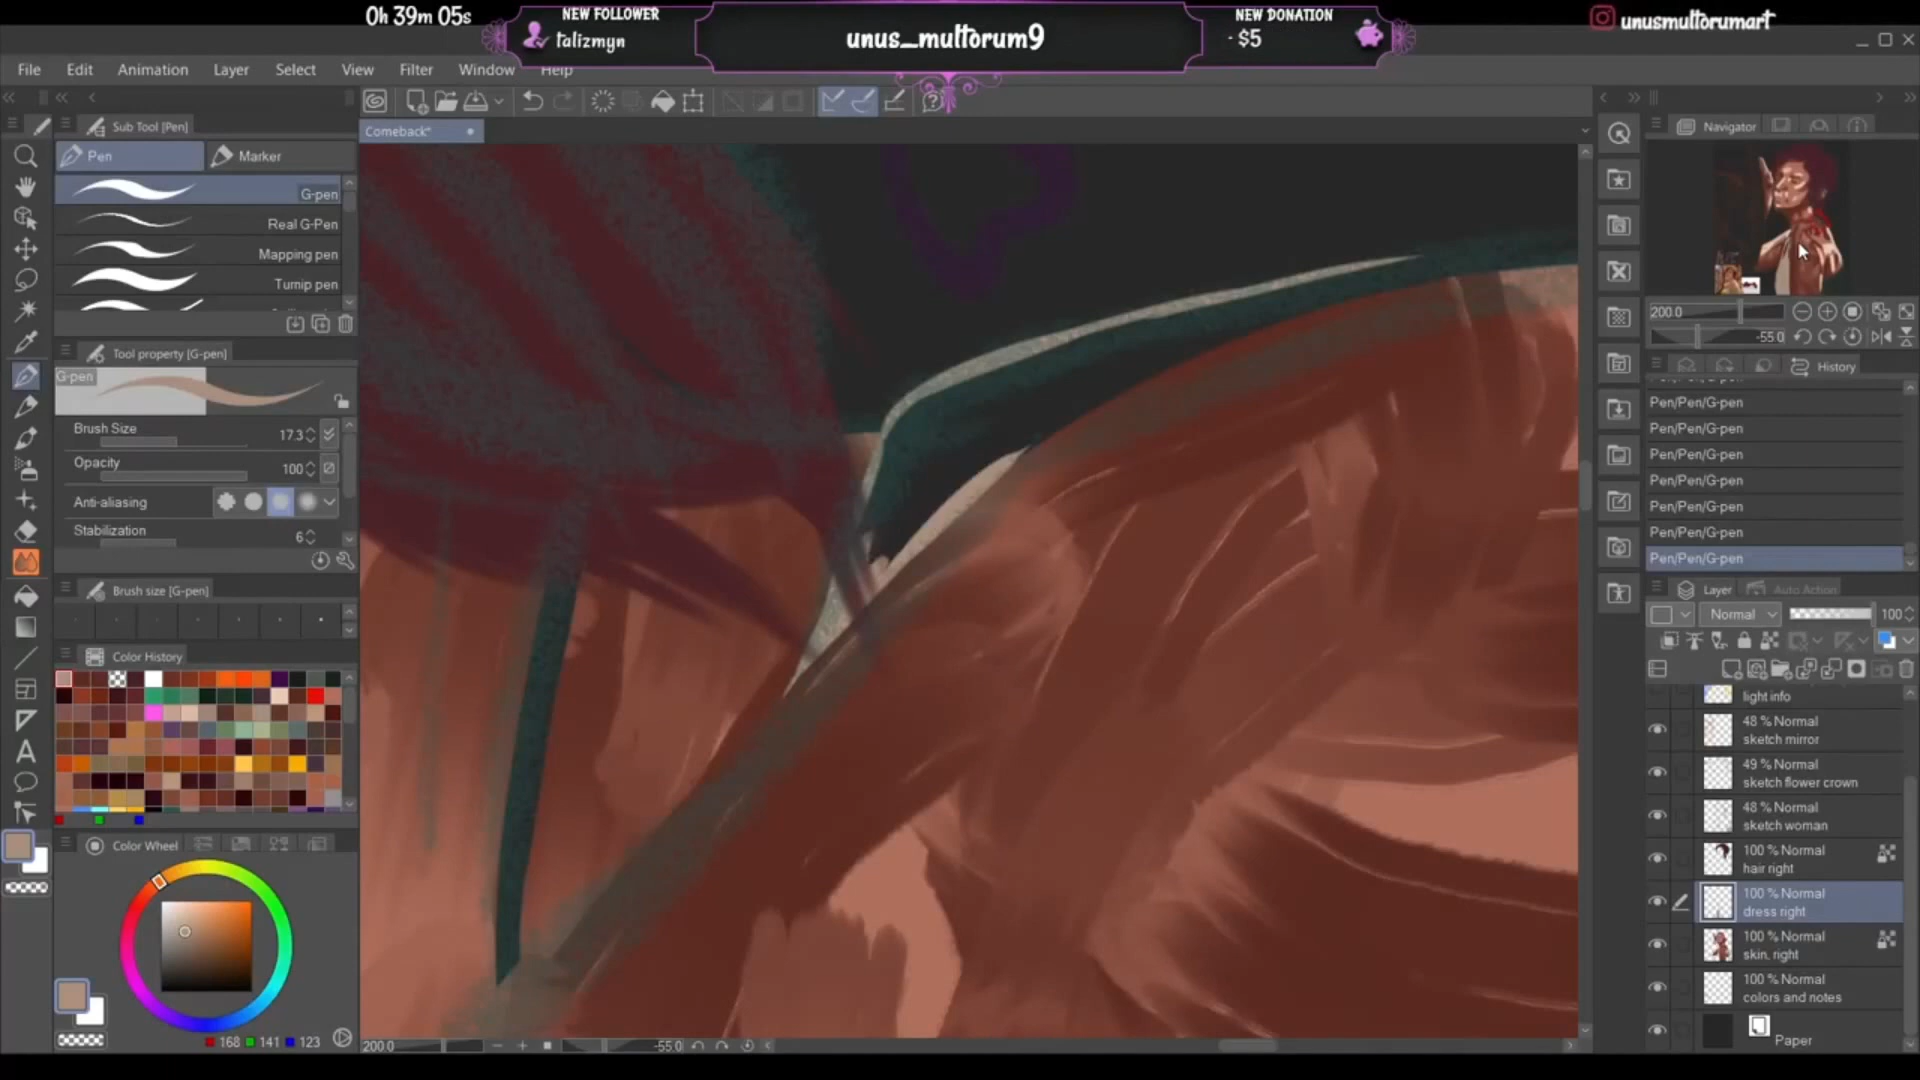 0h 39m 05s
NEW FOLLOWER
talizmyn
unus_multorum9
NEW DONATION
- $5
unusmultorumart
File Edit Animation Layer Select View Filter Window Help
Sub Tool [Pen]
Comeback*
Navigator
Pen Marker
G-pen
Real G-Pen
Mapping pen
Turnip pen
200.0
-55.0
Tool property [G-pen]
History
G-pen
Pen/Pen/G-pen
Pen/Pen/G-pen
Pen/Pen/G-pen
Pen/Pen/G-pen
Pen/Pen/G-pen
Pen/Pen/G-pen
Pen/Pen/G-pen
Brush Size 17.3
Opacity 100
Anti-aliasing
Stabilization 6
Brush size [G-pen]
Layer Auto Action
Normal 100
Color History
light info
48 % Normal
sketch mirror
49 % Normal
sketch flower crown
48 % Normal
sketch woman
100 % Normal
hair right
100 % Normal
dress right
100 % Normal
skin, right
100 % Normal
colors and notes
Paper
Color Wheel
168 141 123
200.0 -55.0